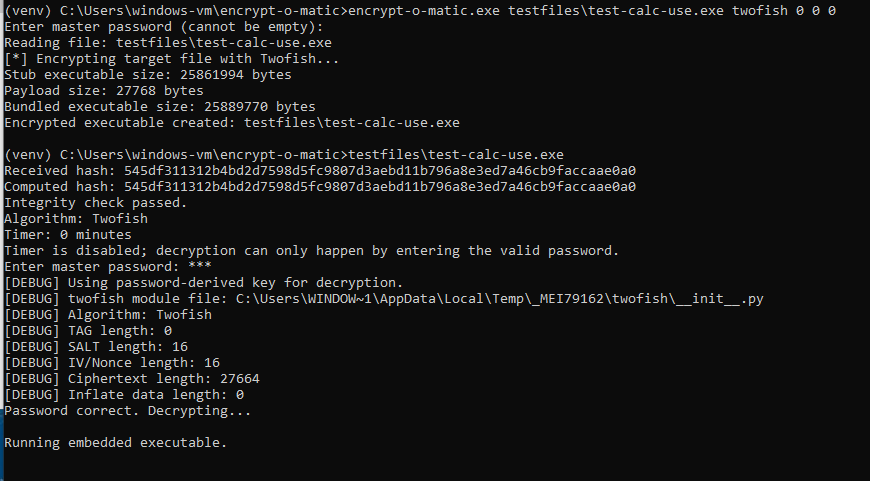 (venv) C:\Users\windows-vm\encrypt-o-matic>encrypt-o-matic.exe testfiles\test-calc-use.exe twofish 0 0 0
Enter master password (cannot be empty):
Reading file: testfiles\test-calc-use.exe
[*] Encrypting target file with Twofish...
Stub executable size: 25861994 bytes
Payload size: 27768 bytes
Bundled executable size: 25889770 bytes
Encrypted executable created: testfiles\test-calc-use.exe
(venv) C:\Users\windows-vm\encrypt-o-matic>testfiles\test-calc-use.exe
Received hash: 545df311312b4bd2d7598d5fc9807d3aebd11b796a8e3ed7a46cb9faccaae0a0
Computed hash: 545df311312b4bd2d7598d5fc9807d3aebd11b796a8e3ed7a46cb9faccaae0a0
Integrity check passed.
Algorithm: Twofish
Timer: 0 minutes
Timer is disabled; decryption can only happen by entering the valid password.
Enter master password: ***
[DEBUG] Using password-derived key for decryption.
[DEBUG] twofish module file: C:\Users\WINDOW~1\AppData\Local\Temp\_MEI79162\twofish\__init__.py
[DEBUG] Algorithm: Twofish
[DEBUG] TAG length: 0
[DEBUG] SALT length: 16
[DEBUG] IV/Nonce length: 16
[DEBUG] Ciphertext length: 27664
[DEBUG] Inflate data length: 0
Password correct. Decrypting...
Running embedded executable.